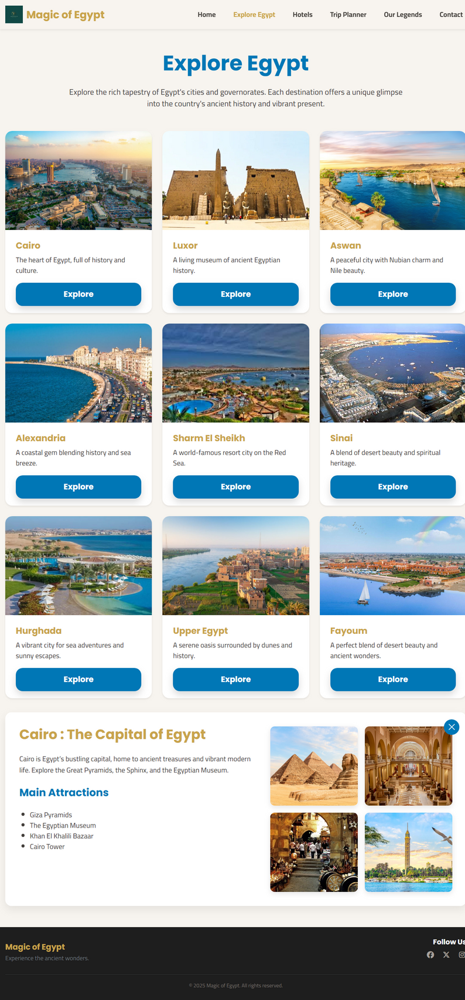 Magic of Egypt
Home
Explore Egypt
Hotels
Trip Planner
Our Legends
Contact
Explore Egypt
Explore the rich tapestry of Egypt's cities and governorates. Each destination offers a unique glimpse
into the country's ancient history and vibrant present.
Cairo
The heart of Egypt, full of history and
culture.
Explore
Luxor
A living museum of ancient Egyptian
history.
Explore
Aswan
A peaceful city with Nubian charm and
Nile beauty.
Explore
Alexandria
A coastal gem blending history and sea
breeze.
Explore
Sharm El Sheikh
A world-famous resort city on the Red
Sea.
Explore
Sinai
A blend of desert beauty and spiritual
heritage.
Explore
Hurghada
A vibrant city for sea adventures and
sunny escapes.
Explore
Upper Egypt
A serene oasis surrounded by dunes and
history.
Explore
Fayoum
A perfect blend of desert beauty and
ancient wonders.
Explore
Cairo : The Capital of Egypt
Cairo is Egypt’s bustling capital, home to ancient treasures and vibrant modern
life. Explore the Great Pyramids, the Sphinx, and the Egyptian Museum.
Main Attractions
Giza Pyramids
The Egyptian Museum
Khan El Khalili Bazaar
Cairo Tower
Magic of Egypt
Experience the ancient wonders.
Follow Us
© 2025 Magic of Egypt. All rights reserved.